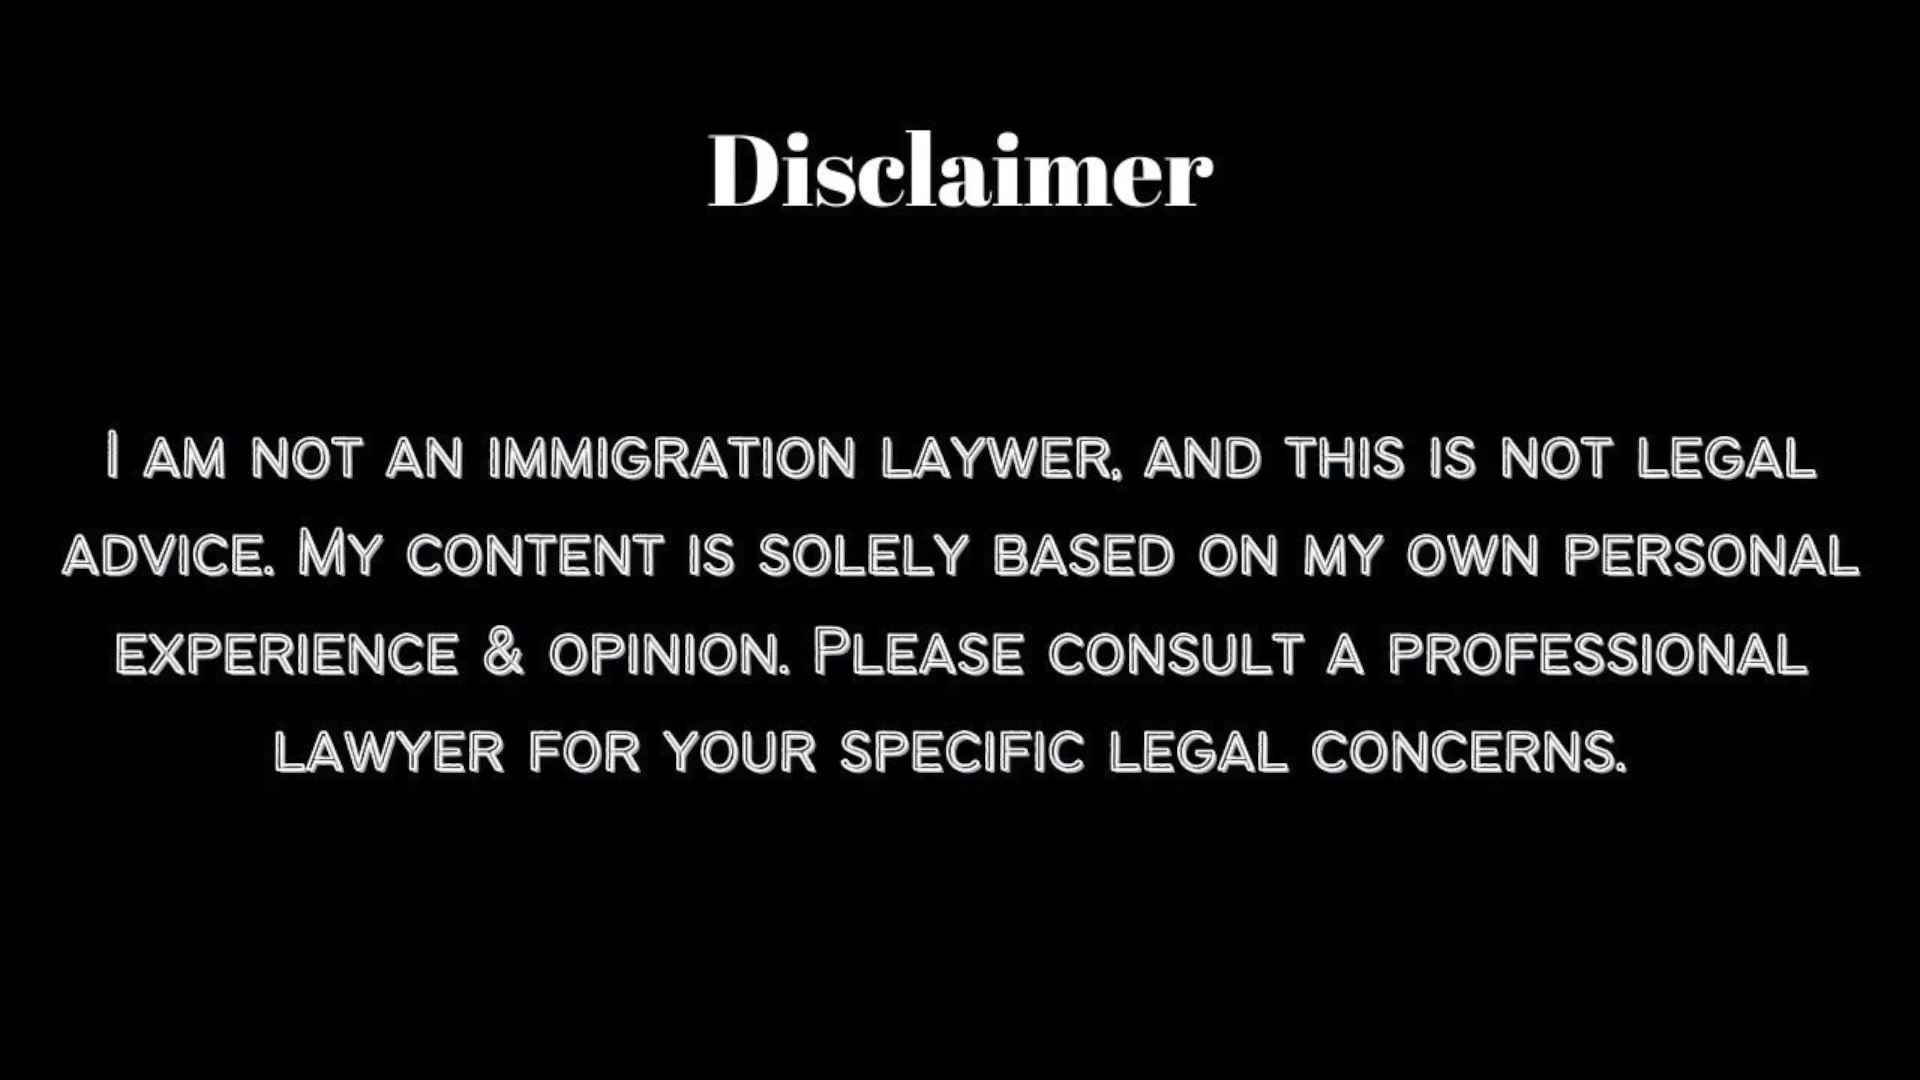 Disclaimer
I am not an immigration laywer, and this is not legal
advice. My content is solely based on my own personal
experience & opinion. Please consult a professional
lawyer for your specific legal concerns.